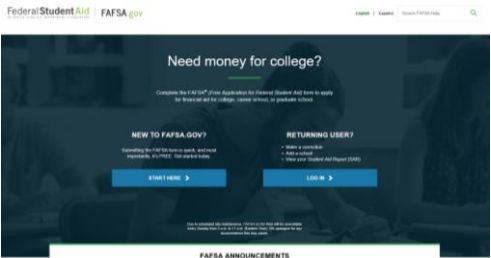 Federal Student Aid FAFSA.gov
English | Español Search FAFSA Help
Need money for college?
Complete the FAFSA® (Free Application for Federal Student Aid) form to apply
for financial aid for college, career school, or graduate school.
NEW TO FAFSA.GOV?
Submitting the FAFSA form is quick, and most
importantly, it's FREE. Get started today.
START HERE
RETURNING USER?
• Make a correction
• Add a school
• View your Student Aid Report (SAR)
LOG IN
FAFSA ANNOUNCEMENTS